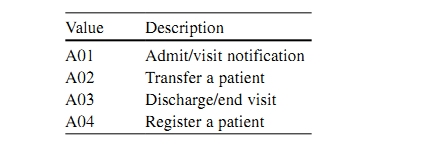 Value Description
A01 Admit/visit notification
A02 Transfer a patient
A03 Discharge/end visit
A04 Register a patient